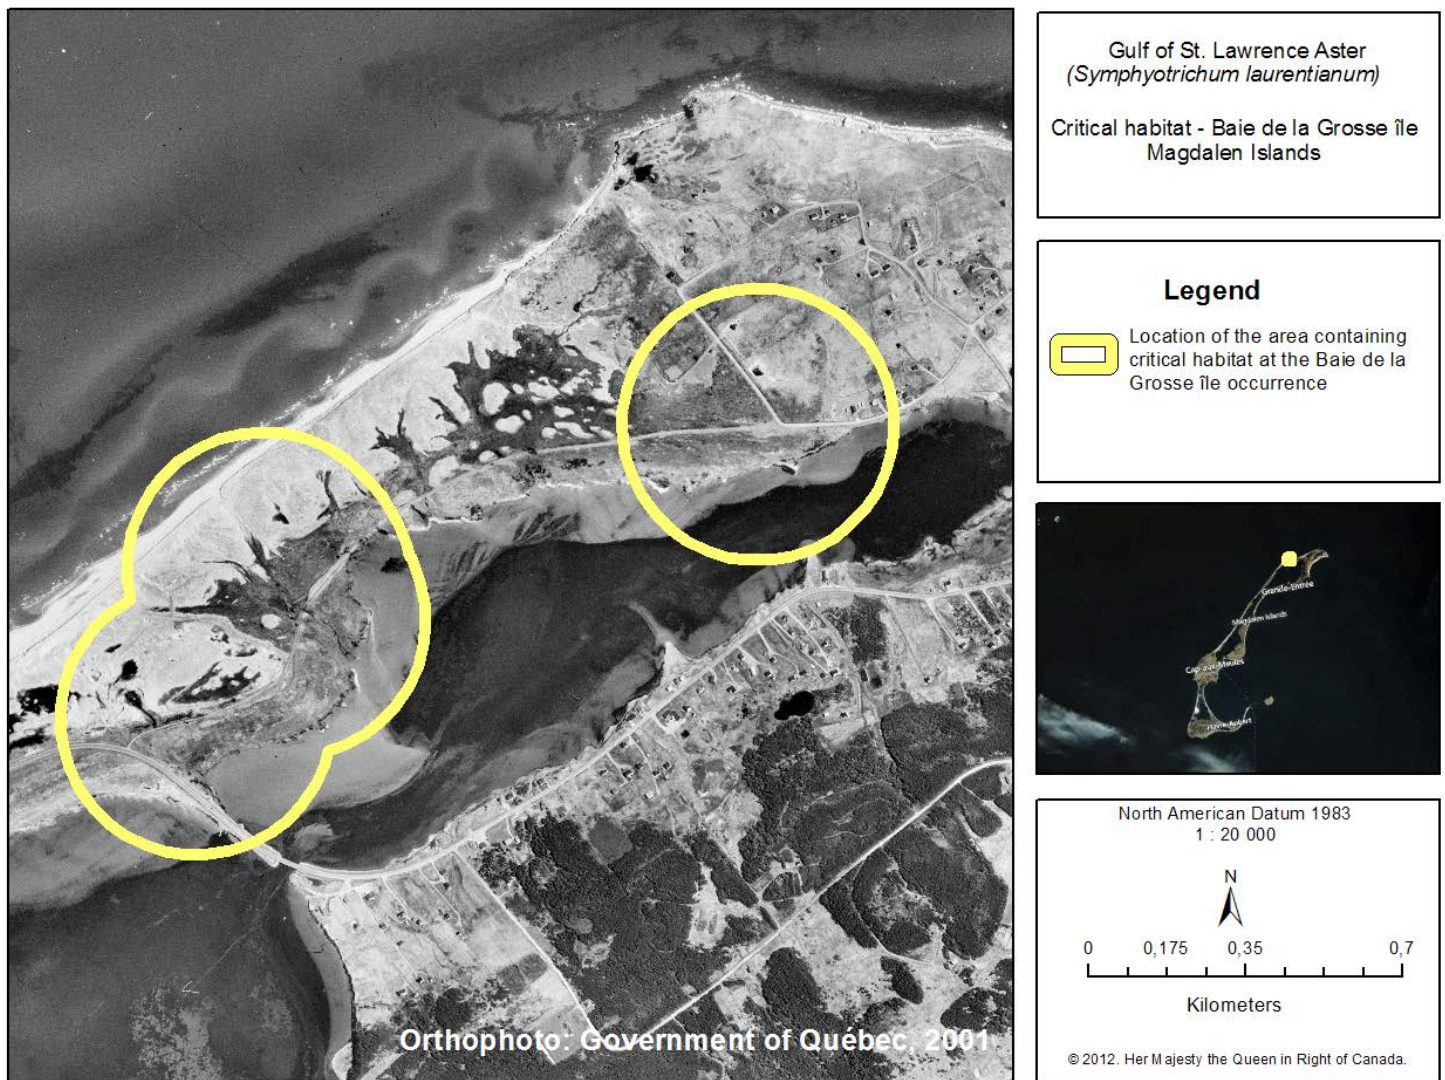 Gulf of St. Lawrence Aster
(Symphyotrichum laurentianum)
Critical habitat - Baie de la Grosse île
Magdalen Islands
Legend
Location of the area containing
critical habitat at the Baie de la
Grosse île occurrence
Grande-Entrée
Magdalen Islands
Cap-aux-Meules
North American Datum 1983
1 : 20 000
N
0 0,175 0,35 0,7
Kilometers
© 2012. Her Majesty the Queen in Right of Canada.
Orthophoto: Government of Québec, 2001